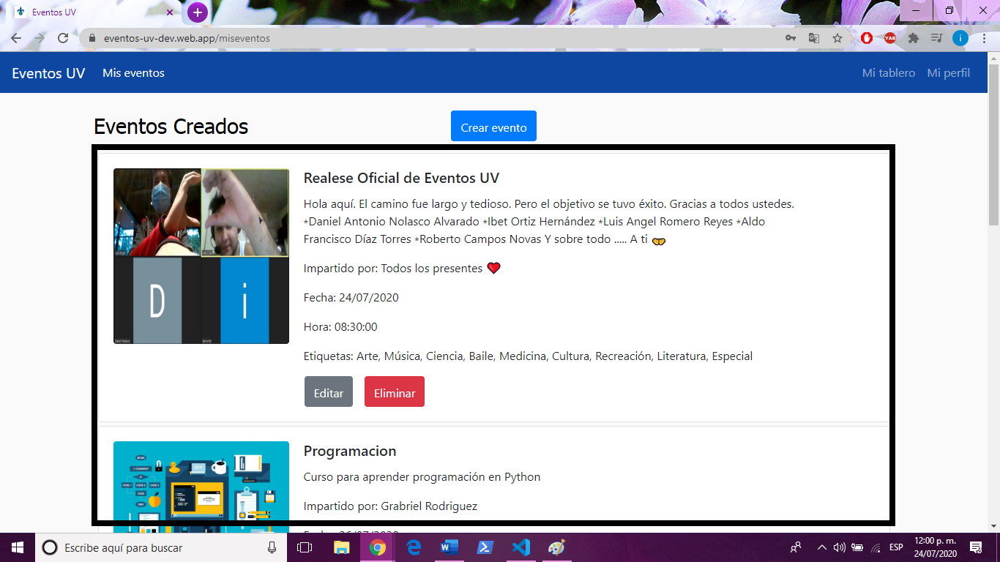 Eventos UV
eventos-uv-dev.web.app/miseventos
YAB
i
Eventos UV
Mis eventos
Mi tablero
Mi perfil
Eventos Creados
Crear evento
Realese Oficial de Eventos UV
Hola aquí. El camino fue largo y tedioso. Pero el objetivo se tuvo éxito. Gracias a todos ustedes.
*Daniel Antonio Nolasco Alvarado *Ibet Ortiz Hernández *Luis Angel Romero Reyes *Aldo
Francisco Díaz Torres *Roberto Campos Novas Y sobre todo ..... A ti
Impartido por: Todos los presentes
Fecha: 24/07/2020
Hora: 08:30:00
Etiquetas: Arte, Música, Ciencia, Baile, Medicina, Cultura, Recreación, Literatura, Especial
D
i
Editar
Eliminar
Programacion
Curso para aprender programación en Python
Impartido por: Grabriel Rodriguez
Fecha: 26/07/2020
Escribe aquí para buscar
ESP
12:00 p. m.
24/07/2020